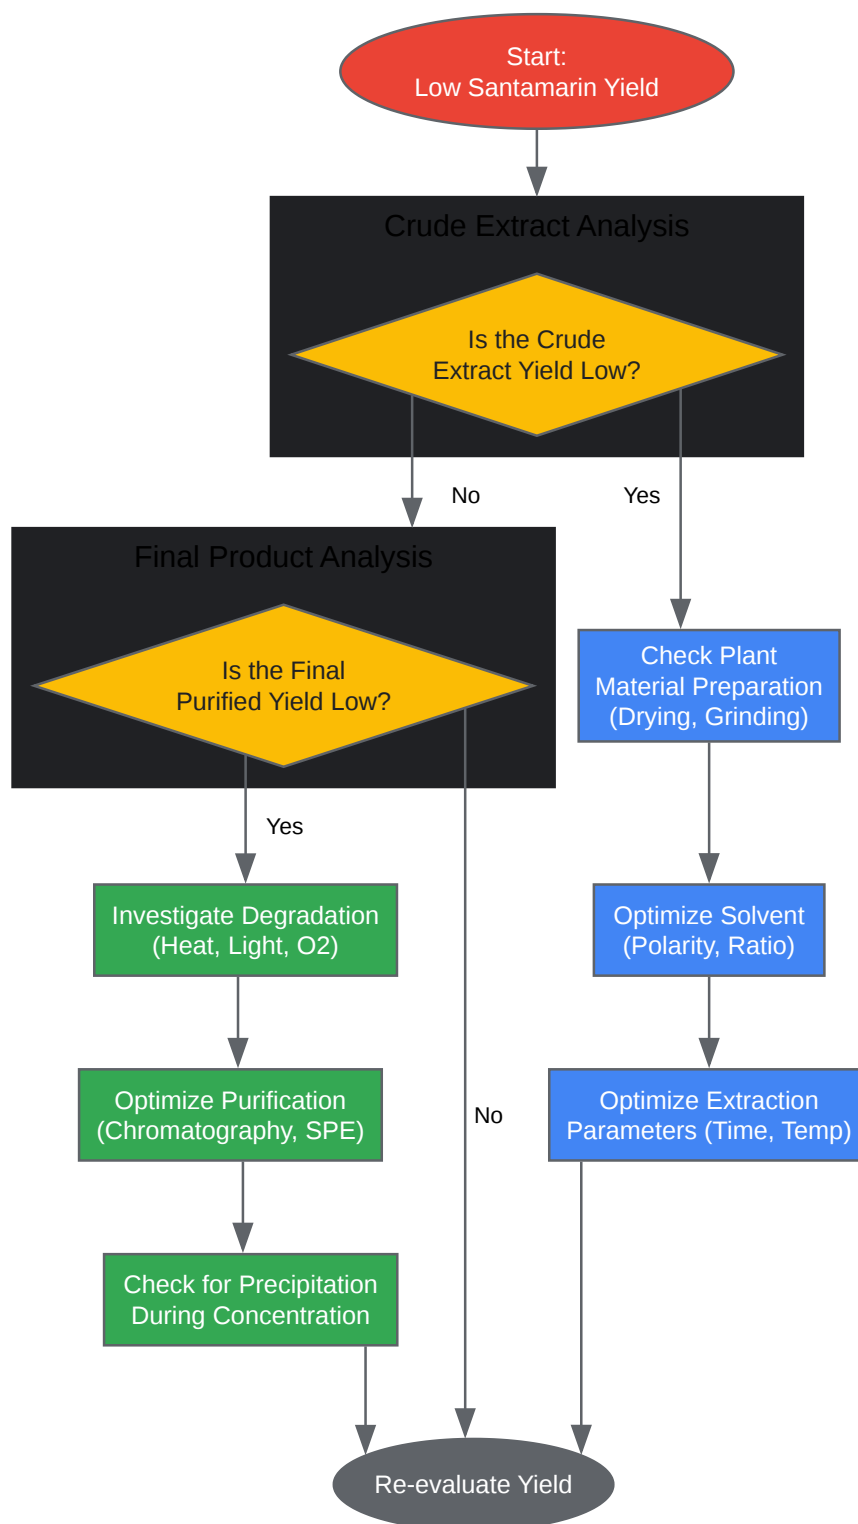 Start:
Low Santamarin Yield
Crude Extract Analysis
Is the Crude
Extract Yield Low?
No
Yes
Final Product Analysis
Is the Final
Purified Yield Low?
Check Plant
Material Preparation
(Drying, Grinding)
Yes
Investigate Degradation
(Heat, Light, O2)
Optimize Solvent
(Polarity, Ratio)
Optimize Purification
(Chromatography, SPE)
No
Optimize Extraction
Parameters (Time, Temp)
Check for Precipitation
During Concentration
Re-evaluate Yield